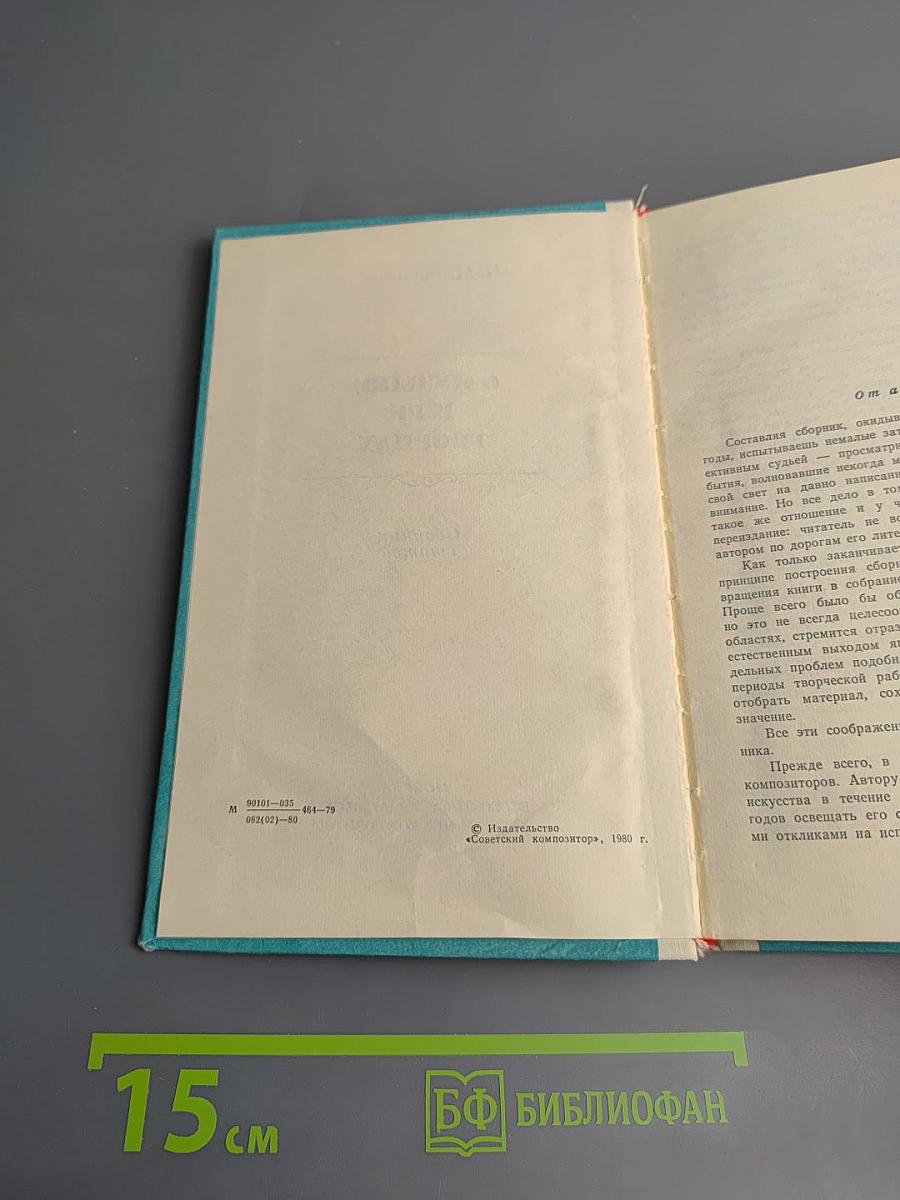 М 90101—035 464—79
082(02)—80
© Издательство
«Советский композитор», 1980 г.
От а
Составляя сборник, окидыв
годы, испытываешь немалые зат
ективным судьей — просматри
бытия, волновавшие некогда м
свой свет на давно написанн
внимание. Но все дело в том
такое же отношение и у ч
переиздание: читатель не вс
автором по дорогам его лите
Как только заканчивает
принципе построения сборн
вращения книги в собрание
Проще всего было бы об
но это не всегда целесоо
областях, стремится отраз
естественным выходом яв
дельных проблем подобн
периоды творческой раб
отобрать материал, сох
значение.
Все эти соображен
ника.
Прежде всего, в
композиторов. Автору
искусства в течение
годов освещать его с
ми откликами на исп
15 см
БФ БИБЛИОФАН